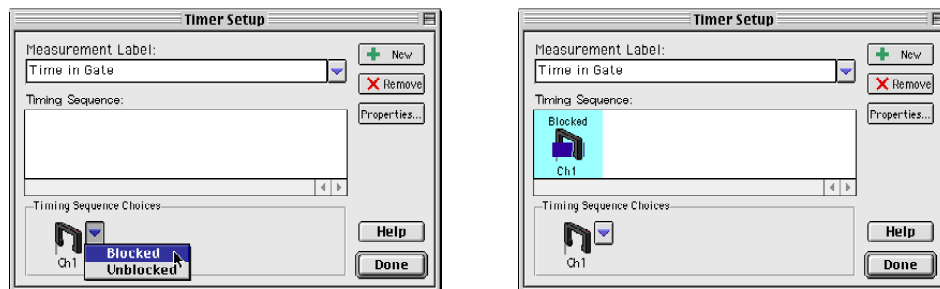 Timer Setup
Measurement Label:
Time in Gate
New
Remove
Timing Sequence:
Properties...
Timing Sequence Choices
Ch1
Blocked
Unblocked
Help
Done
Timer Setup
Measurement Label:
Time in Gate
New
Remove
Timing Sequence:
Properties...
Blocked
Ch1
Timing Sequence Choices
Ch1
Help
Done